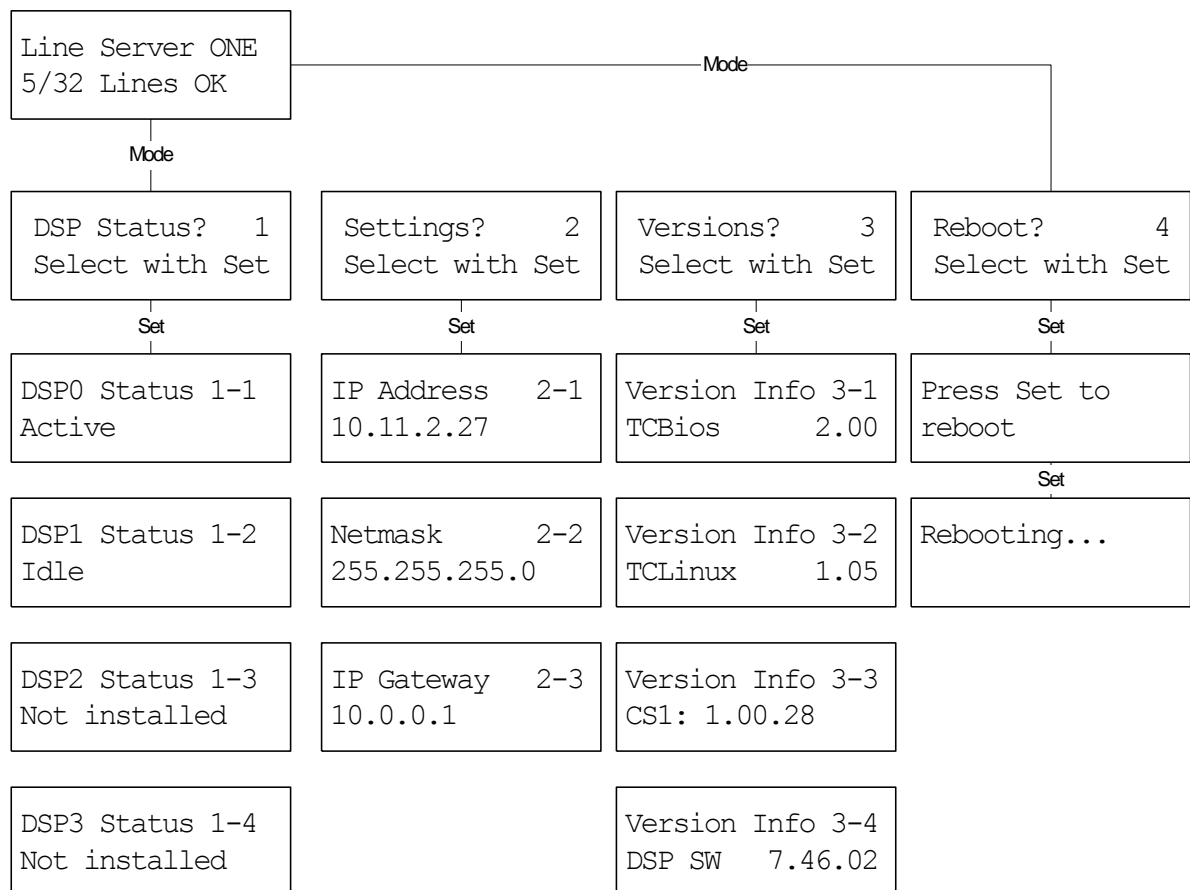 Line Server ONE
5/32 Lines OK
Mode
Mode
DSP Status? 1
Select with Set
Settings? 2
Select with Set
Versions? 3
Select with Set
Reboot? 4
Select with Set
Set
Set
Set
Set
DSP0 Status 1-1
Active
IP Address 2-1
10.11.2.27
Version Info 3-1
TCBios 2.00
Press Set to
reboot
Set
DSP1 Status 1-2
Idle
Netmask 2-2
255.255.255.0
Version Info 3-2
TCLinux 1.05
Rebooting...
DSP2 Status 1-3
Not installed
IP Gateway 2-3
10.0.0.1
Version Info 3-3
CS1: 1.00.28
DSP3 Status 1-4
Not installed
Version Info 3-4
DSP SW 7.46.02